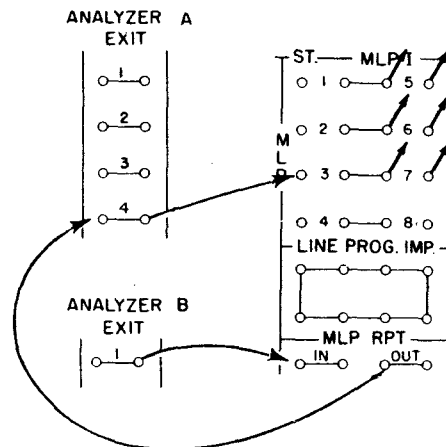 ANALYZER A
EXIT
1
2
3
4
ANALYZER B
EXIT
1
ST. MLP I
1 5
2 6
3 7
4 8
MLP
LINE PROG. IMP.
MLP RPT
IN OUT